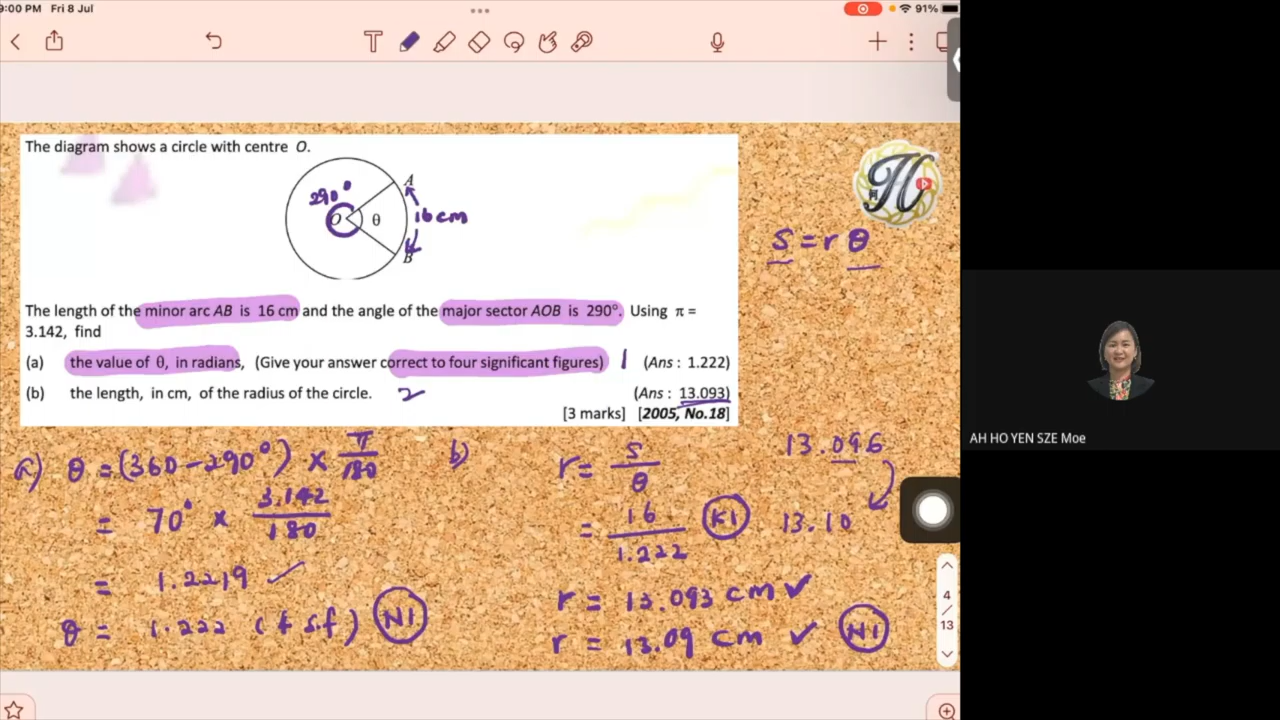 9:00 PM Fri 8 Jul
91%
The diagram shows a circle with centre O.
290°
A
O
θ
16 cm
B
S = r θ
The length of the minor arc AB is 16 cm and the angle of the major sector AOB is 290°. Using π =
3.142, find
(a) the value of θ, in radians, (Give your answer correct to four significant figures) 1 (Ans : 1.222)
(b) the length, in cm, of the radius of the circle. 2 (Ans : 13.093)
[3 marks] [2005, No.18]
a) θ = (360 - 290°) × π/180
= 70° × 3.142/180
= 1.2219 ✓
θ = 1.222 (4 s.f) N1
b) r = s/θ
= 16/1.222 K1
r = 13.093 cm ✓
r = 13.09 cm ✓ N1
13.096
13.10
4
/
13
AH HO YEN SZE Moe